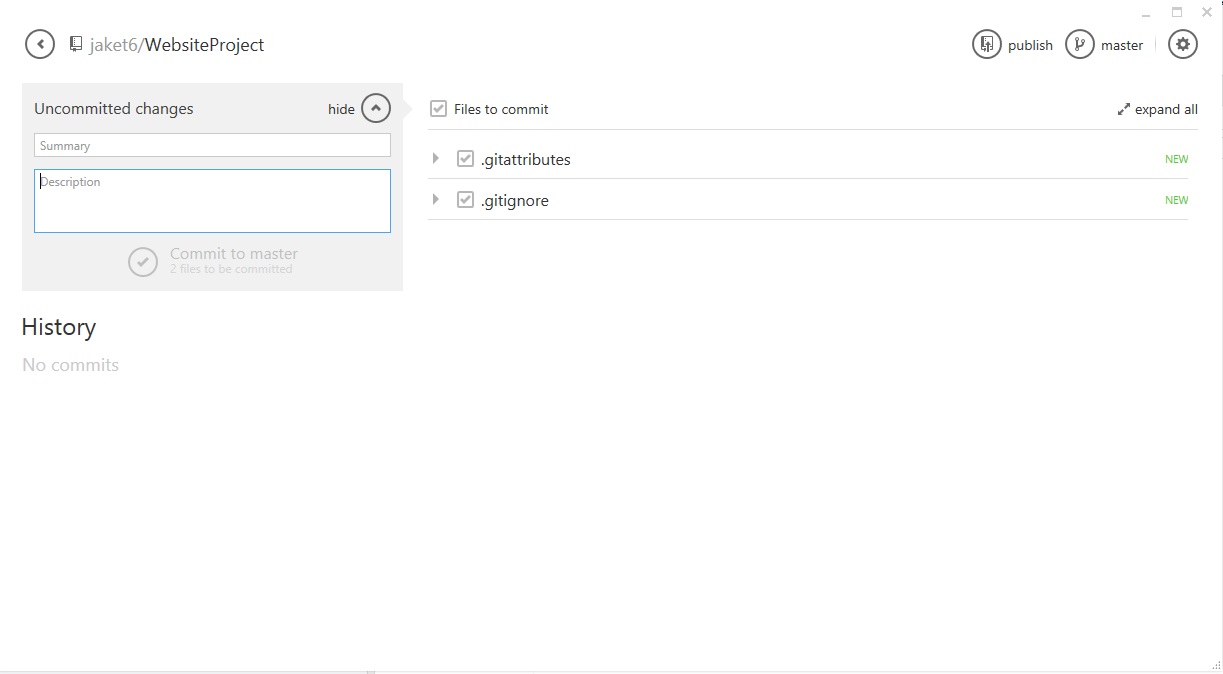 jaket6/WebsiteProject
publish
master
Uncommitted changes
hide
Summary
Description
Commit to master
2 files to be committed
Files to commit
expand all
.gitattributes
NEW
.gitignore
NEW
History
No commits